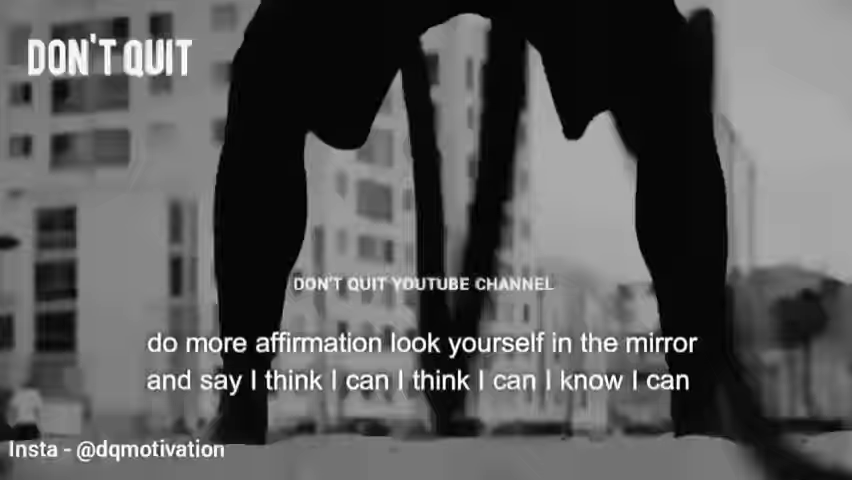 DON'T QUIT
DON'T QUIT YOUTUBE CHANNEL
do more affirmation look yourself in the mirror
and say I think I can I think I can I know I can
Insta - @dqmotivation